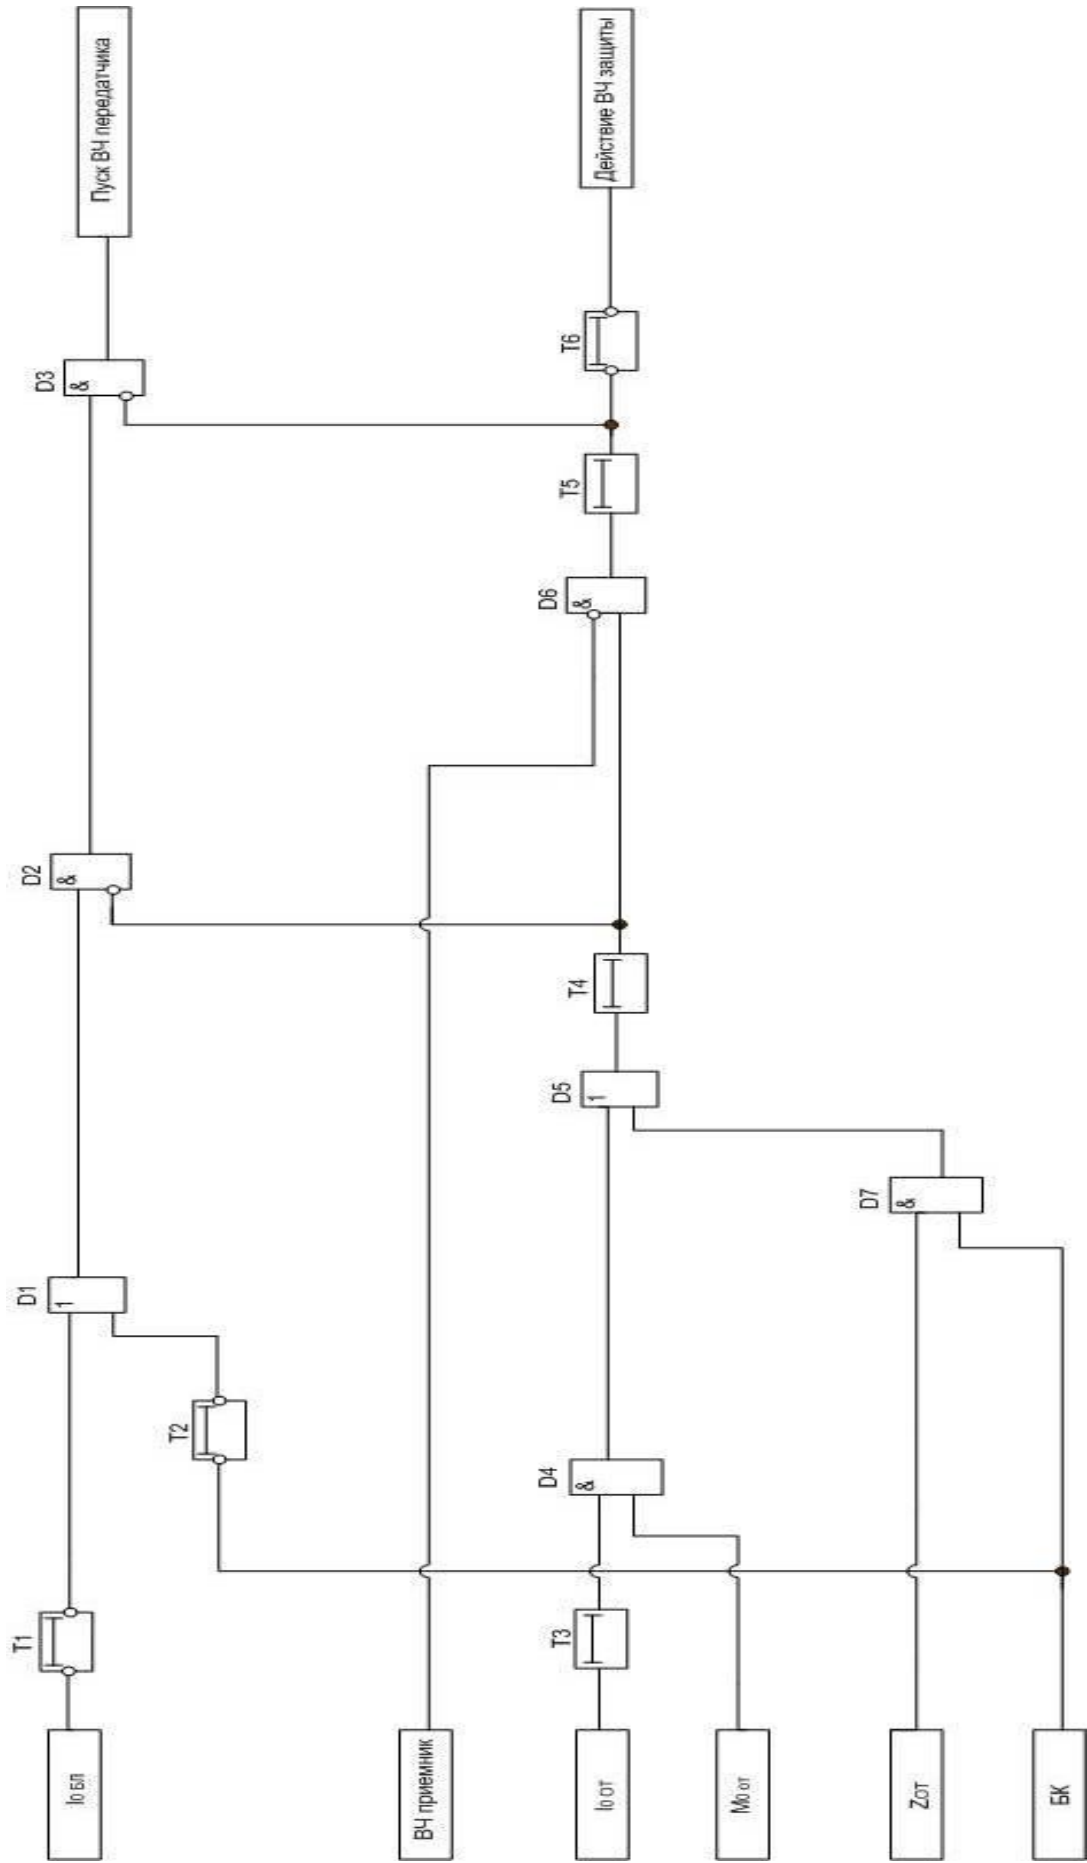 Пуск ВЧ передатчика
Действие ВЧ защиты
D3
&
T6
T5
D6
&
D2
&
T4
D5
1
D7
&
D1
1
T2
D4
&
T1
T3
I0 БЛ
ВЧ приемник
I0 ОТ
M0 ОТ
ZОТ
БК